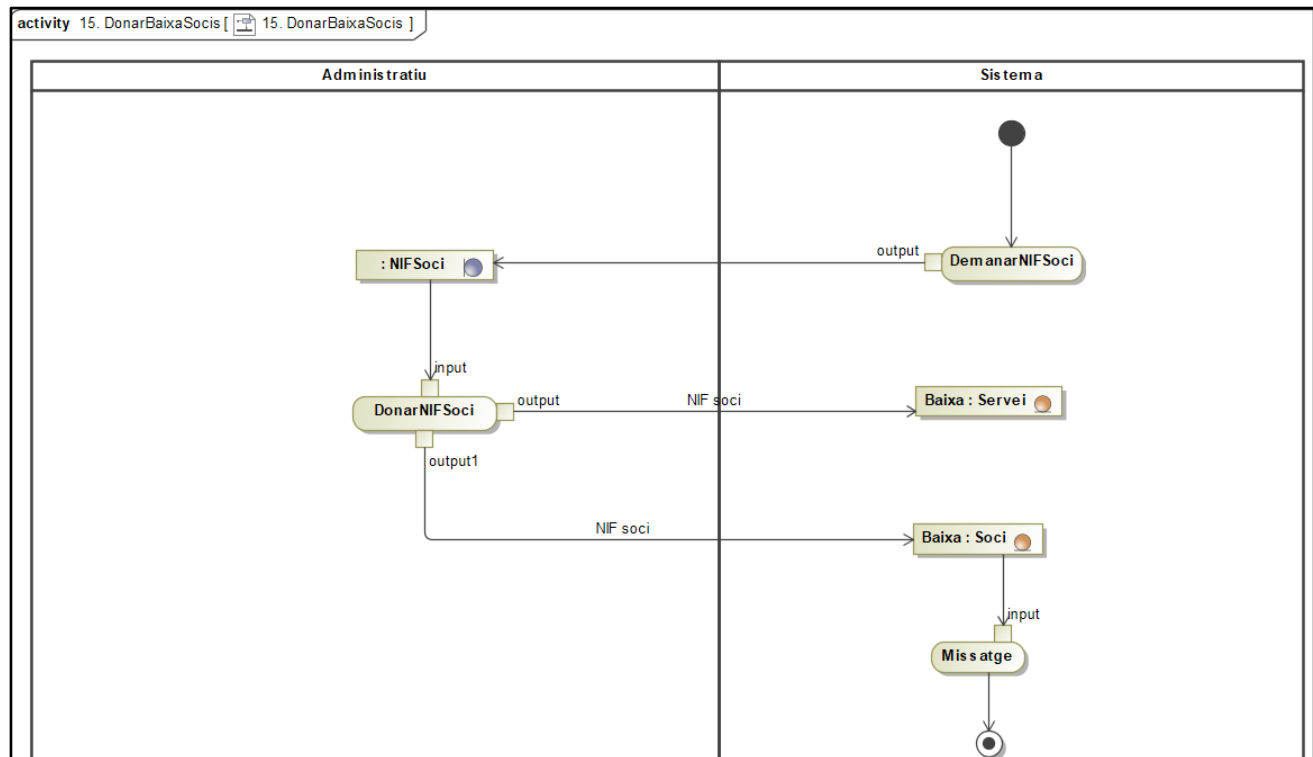 activity 15. DonarBaixaSocis [ 15. DonarBaixaSocis ]
Administratiu
Sistema
output
DemanarNIFSoci
: NIFSoci
input
DonarNIFSoci
output
NIF soci
Baixa : Servei
output1
NIF soci
Baixa : Soci
input
Missatge